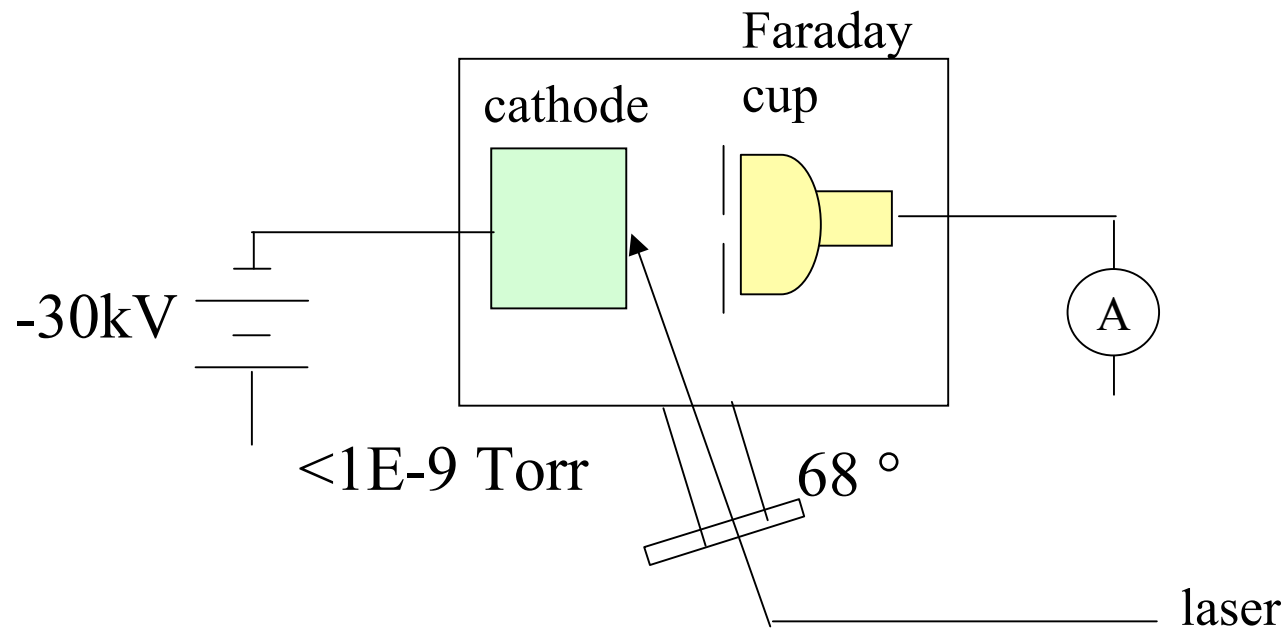 Faraday
cup
cathode
-30kV
A
<1E-9 Torr
68 °
laser